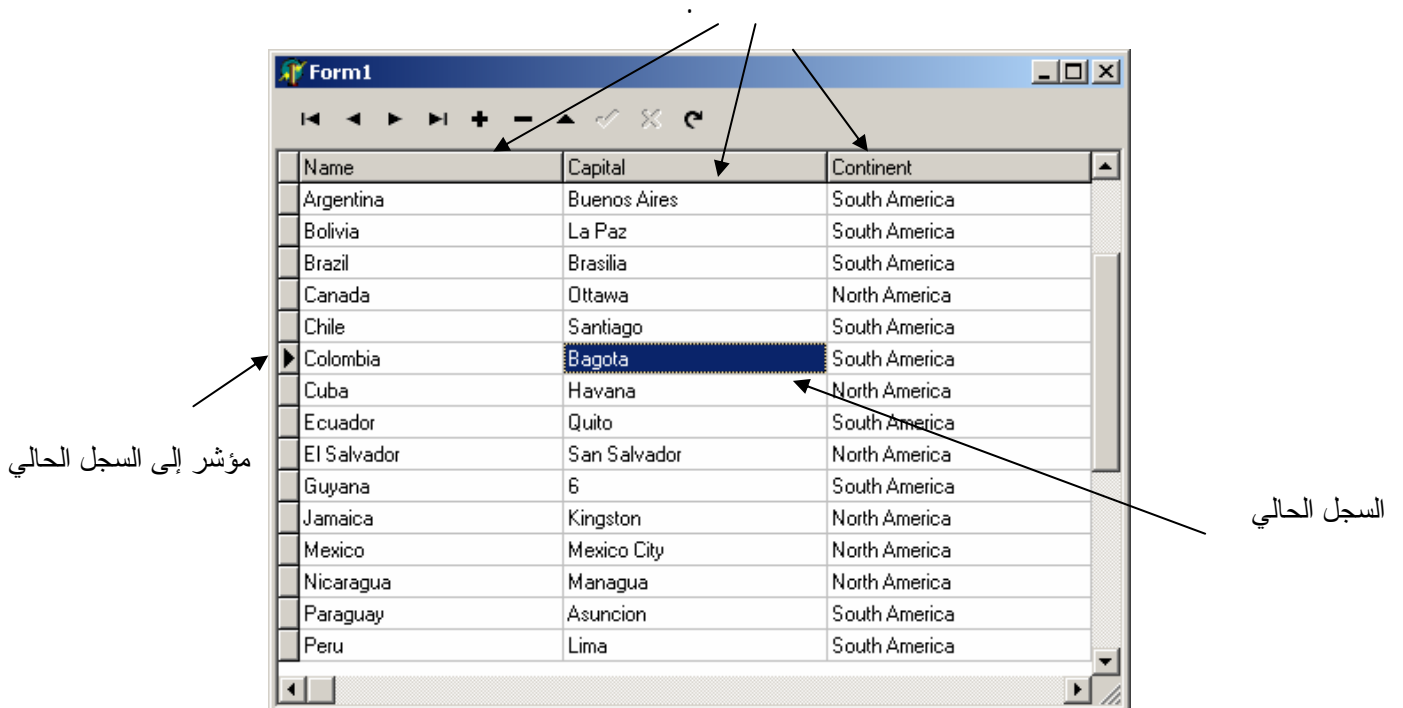 .
Form1
Name Capital Continent
Argentina Buenos Aires South America
Bolivia La Paz South America
Brazil Brasilia South America
Canada Ottawa North America
Chile Santiago South America
Colombia Bagota South America
Cuba Havana North America
Ecuador Quito South America
El Salvador San Salvador North America
Guyana 6 South America
Jamaica Kingston North America
Mexico Mexico City North America
Nicaragua Managua North America
Paraguay Asuncion South America
Peru Lima South America
مؤشر إلى السجل الحالي
السجل الحالي